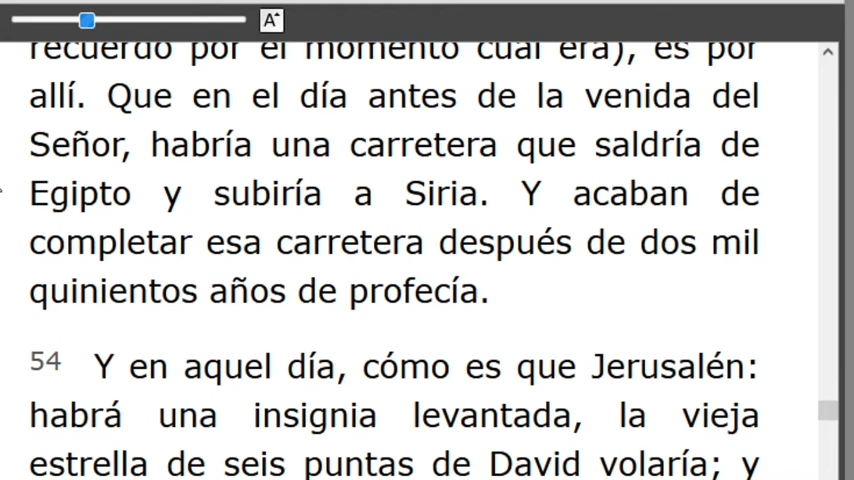 A
recuerdo por el momento cuál era), es por
allí. Que en el día antes de la venida del
Señor, habría una carretera que saldría de
Egipto y subiría a Siria. Y acaban de
completar esa carretera después de dos mil
quinientos años de profecía.
54 Y en aquel día, cómo es que Jerusalén:
habrá una insignia levantada, la vieja
estrella de seis puntas de David volaría; y